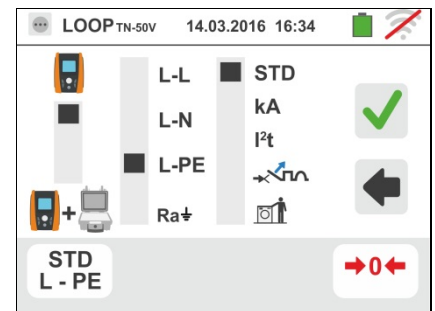 LOOP TN-50V 14.03.2016 16:34
L-L STD
L-N kA
I²t
L-PE
Ra⏚
+
STD
L - PE
→0←